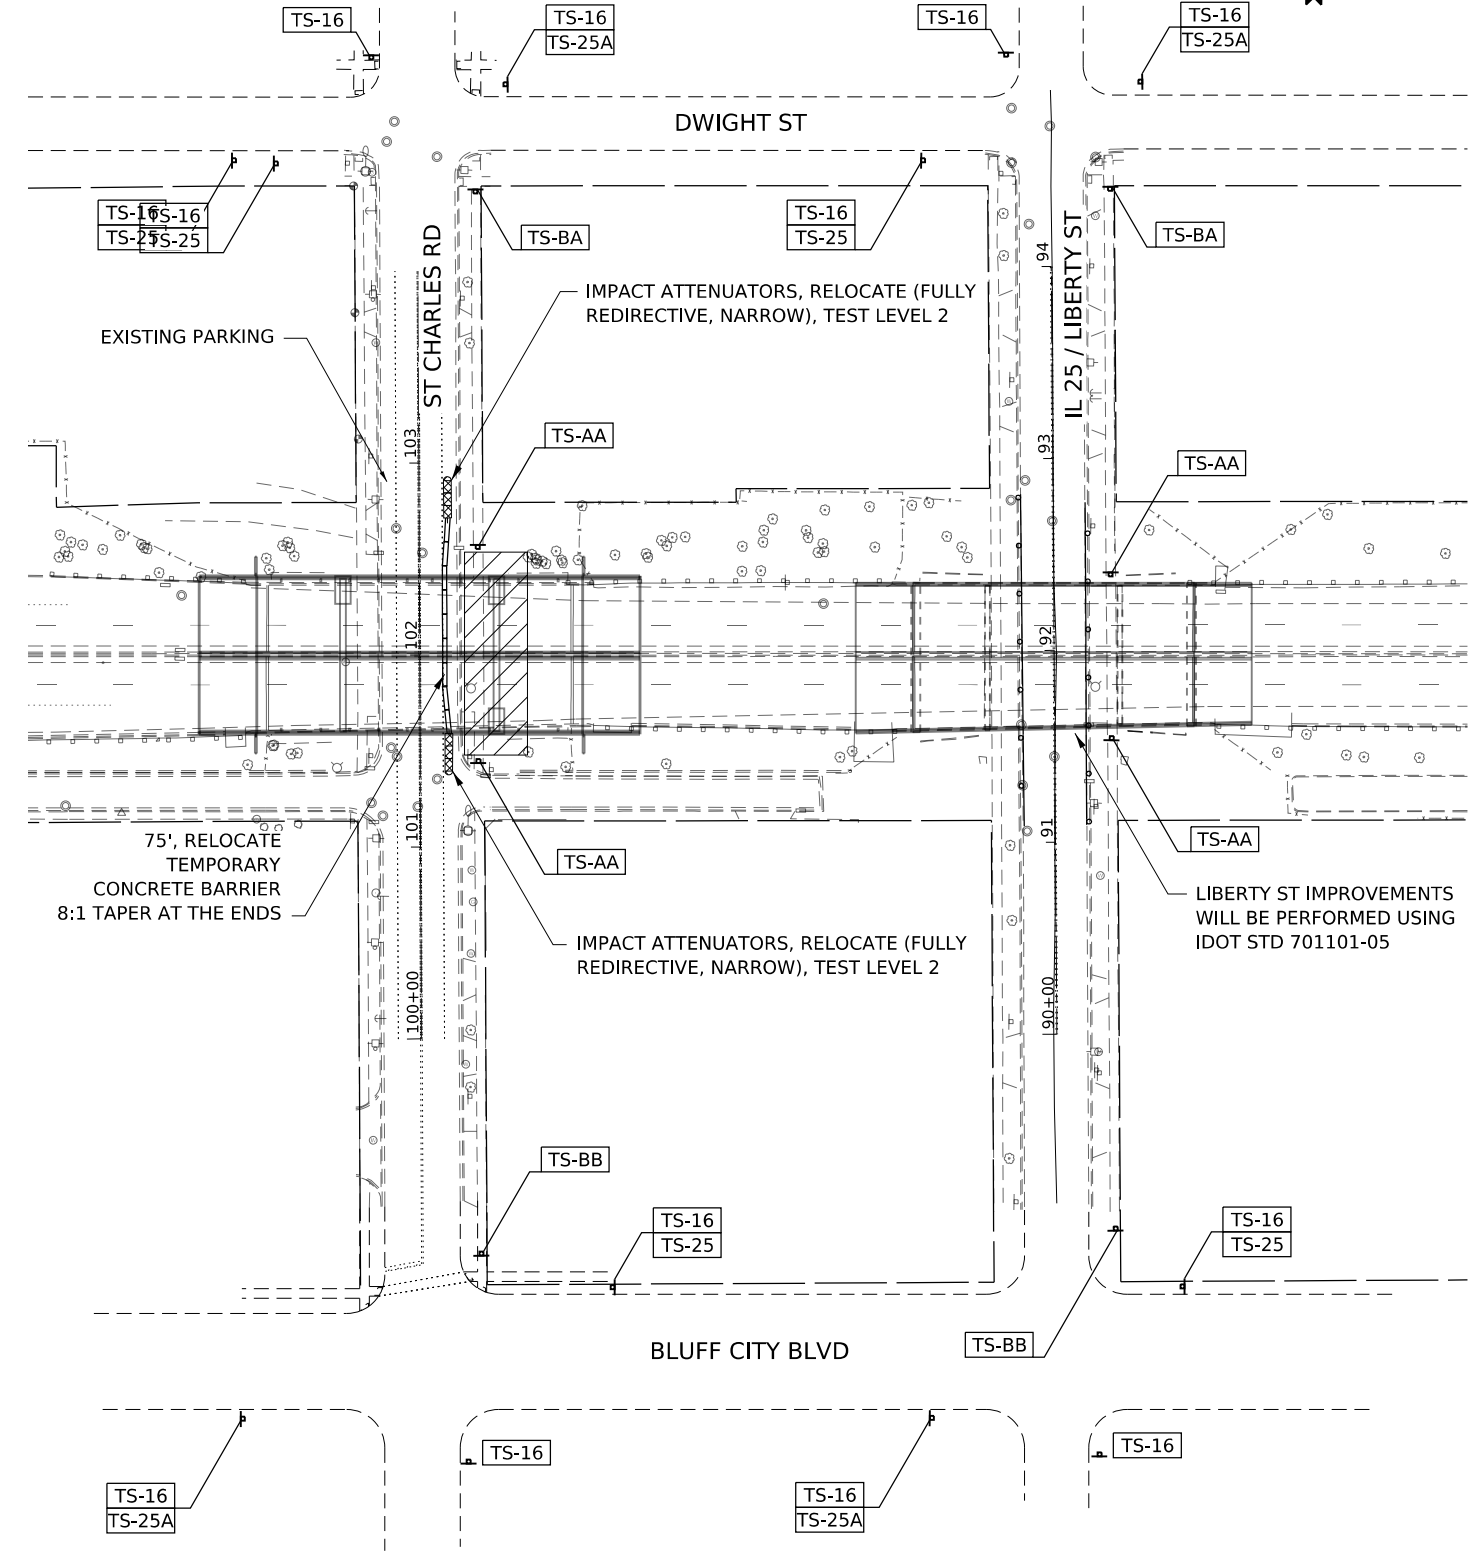 TS-16
TS-16
TS-25A
TS-16
TS-16
TS-25A
DWIGHT ST
TS-16
TS-25
TS-16
TS-25
TS-BA
TS-16
TS-25
TS-BA
ST CHARLES RD
IL 25 / LIBERTY ST
94
IMPACT ATTENUATORS, RELOCATE (FULLY
REDIRECTIVE, NARROW), TEST LEVEL 2
EXISTING PARKING
103
93
TS-AA
TS-AA
102
92
101
91
75', RELOCATE
TEMPORARY
CONCRETE BARRIER
8:1 TAPER AT THE ENDS
TS-AA
TS-AA
LIBERTY ST IMPROVEMENTS
WILL BE PERFORMED USING
IDOT STD 701101-05
IMPACT ATTENUATORS, RELOCATE (FULLY
REDIRECTIVE, NARROW), TEST LEVEL 2
100+00
90+00
TS-BB
TS-16
TS-25
TS-16
TS-25
BLUFF CITY BLVD
TS-BB
TS-16
TS-16
TS-16
TS-25A
TS-16
TS-25A